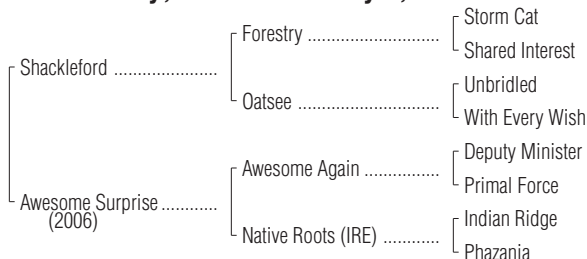 Storm Cat
Forestry
Shared Interest
Shackleford
Unbridled
Oatsee
With Every Wish
Deputy Minister
Awesome Again
Primal Force
Awesome Surprise
(2006)
Indian Ridge
Native Roots (IRE)
Phazania